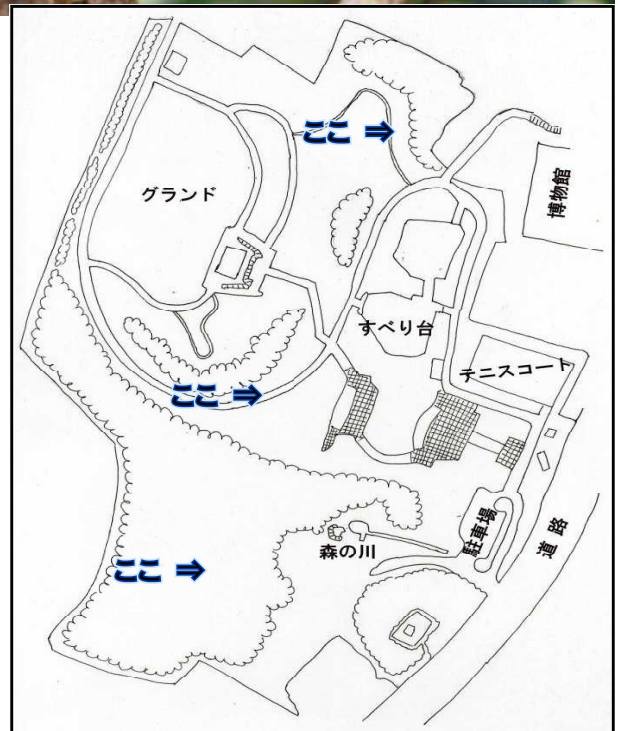 ここ ⇒
グランド
博物館
すべり台
テニスコート
ここ ⇒
森の川
駐車場
道路
ここ ⇒